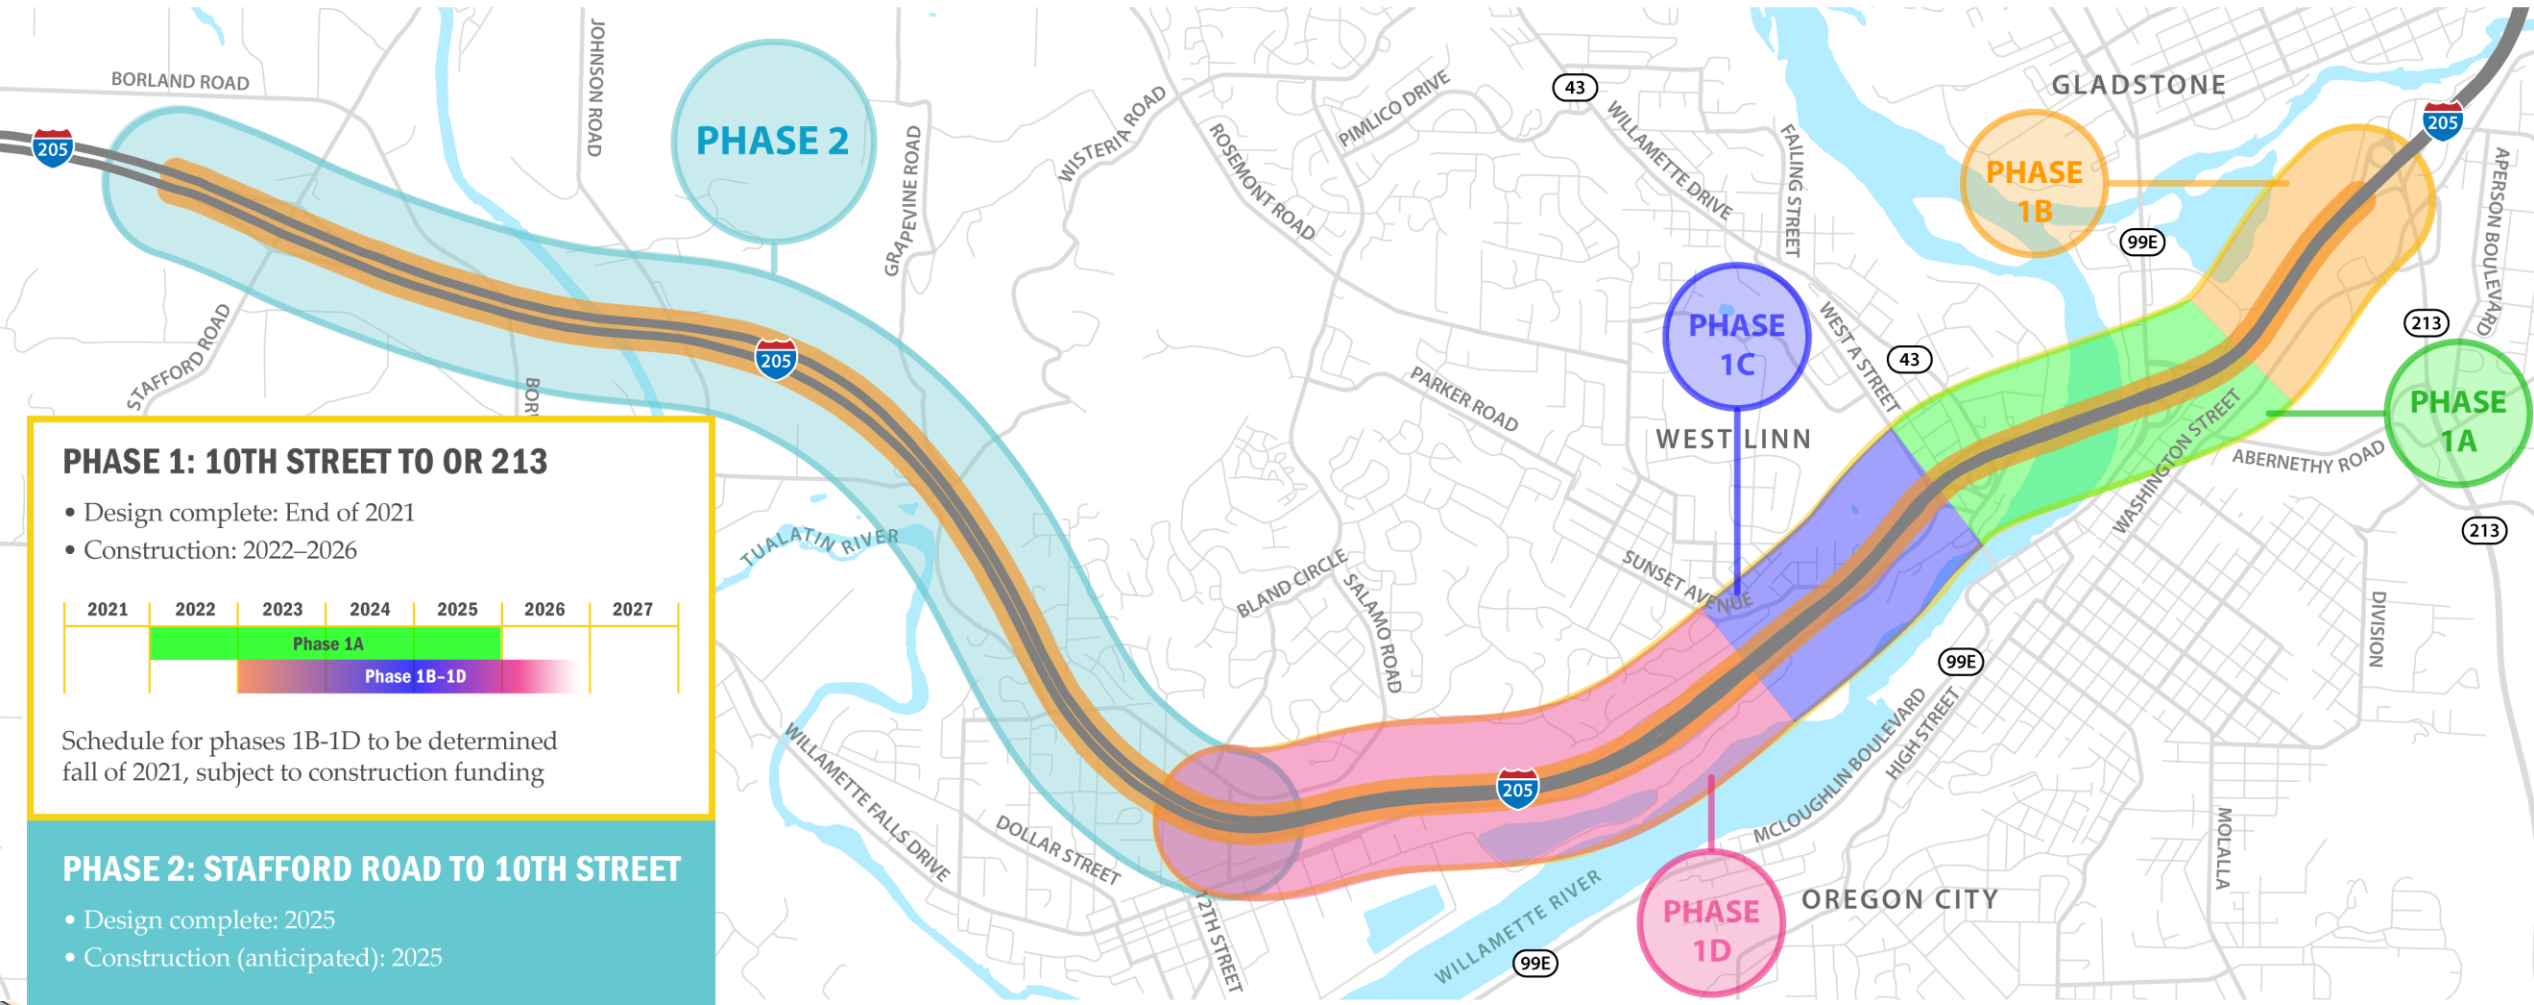 BORLAND ROAD
JOHNSON ROAD
PHASE 2
GRAPEVINE ROAD
WISTERIA ROAD
ROSEMONT ROAD
PIMLICO DRIVE
43
WILLAMETTE DRIVE
FAILING STREET
GLADSTONE
PHASE
1B
99E
205
APERSON BOULEVARD
205
STAFFORD ROAD
205
PHASE
1C
WEST A STREET
43
213
PARKER ROAD
WEST LINN
PHASE
1A
WASHINGTON STREET
ABERNETHY ROAD
213
TUALATIN RIVER
BLAND CIRCLE
SALAMO ROAD
SUNSET AVENUE
DIVISION
99E
WILLAMETTE FALLS DRIVE
DOLLAR STREET
12TH STREET
205
MCLOUGHLIN BOULEVARD
HIGH STREET
MOLALLA
PHASE
1D
OREGON CITY
WILLAMETTE RIVER
99E
PHASE 1: 10TH STREET TO OR 213
• Design complete: End of 2021
• Construction: 2022–2026
2021 2022 2023 2024 2025 2026 2027
Phase 1A
Phase 1B–1D
Schedule for phases 1B-1D to be determined
fall of 2021, subject to construction funding
PHASE 2: STAFFORD ROAD TO 10TH STREET
• Design complete: 2025
• Construction (anticipated): 2025